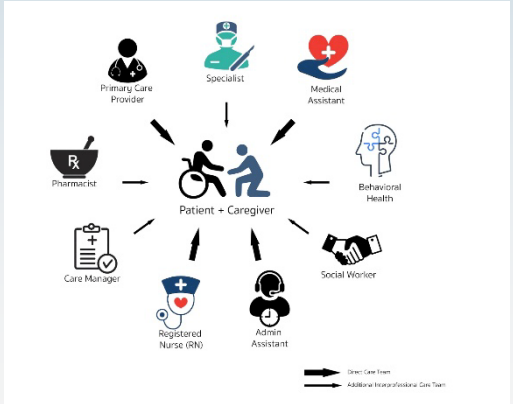 Specialist
Primary Care
Provider
Medical
Assistant
Rx
Pharmacist
Behavioral
Health
Patient + Caregiver
Care Manager
Social Worker
Registered
Nurse (RN)
Admin
Assistant
Direct Care Team
Additional Interprofessional Care Team